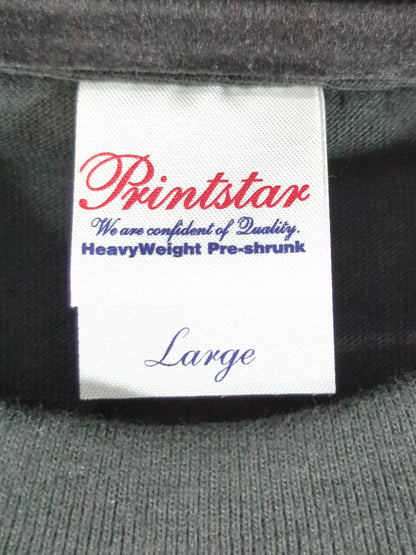 Printstar
We are confident of Quality.
HeavyWeight Pre-shrunk
Large